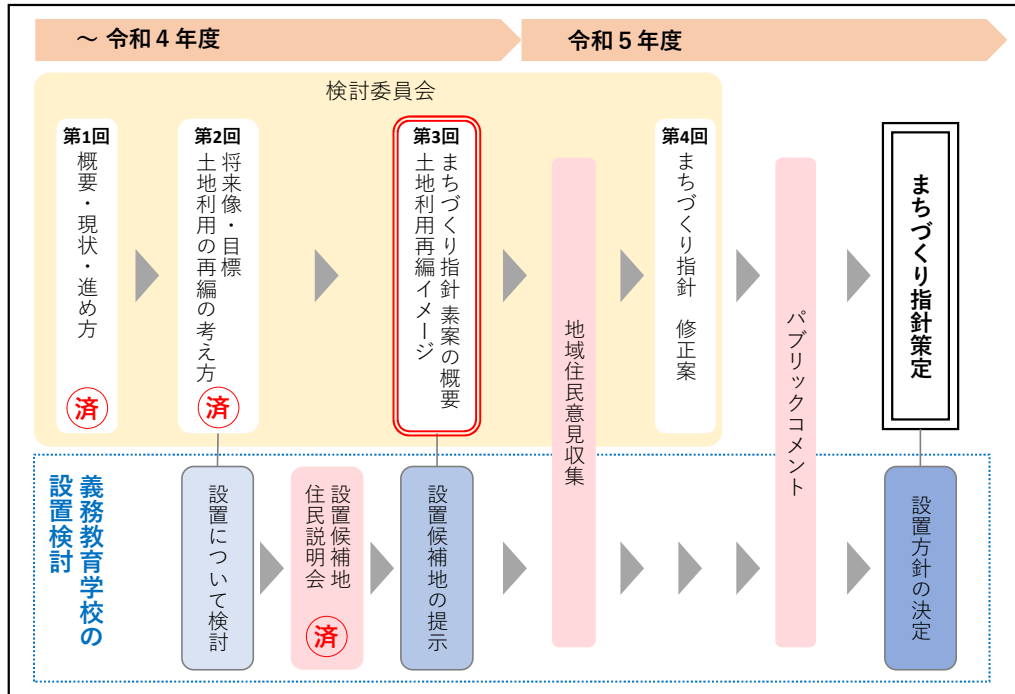 ～ 令和４年度
令和５年度
検討委員会
第1回
概要・現状・進め方
済
第2回
将来像・目標
土地利用の再編の考え方
済
第3回
まちづくり指針 素案の概要
土地利用再編イメージ
地域住民意見収集
第4回
まちづくり指針　修正案
パブリックコメント
まちづくり指針策定
義務教育学校の
設置検討
設置について検討
設置候補地
住民説明会
済
設置候補地の提示
設置方針の決定